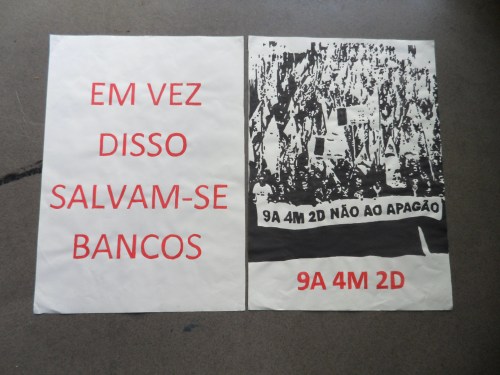 EM VEZ
DISSO
SALVAM-SE
BANCOS
9A 4M 2D NÃO AO APAGÃO
9A 4M 2D